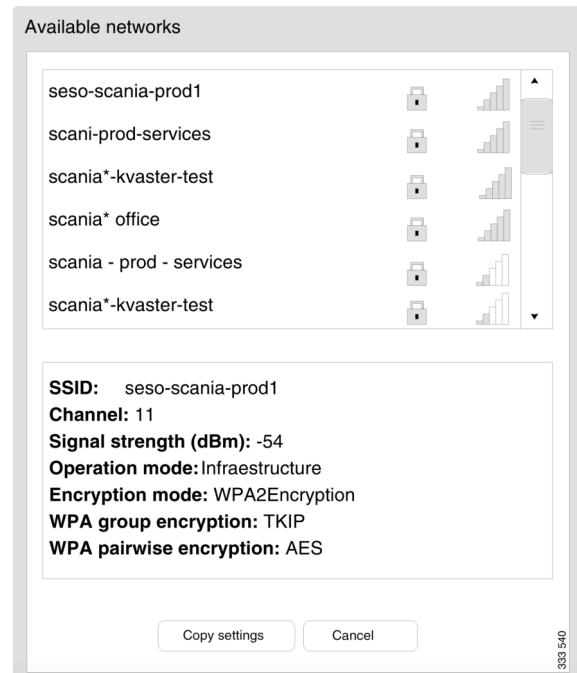 Available networks
seso-scania-prod1
scani-prod-services
scania*-kvaster-test
scania* office
scania - prod - services
scania*-kvaster-test
SSID: seso-scania-prod1
Channel: 11
Signal strength (dBm): -54
Operation mode: Infraestructure
Encryption mode: WPA2Encryption
WPA group encryption: TKIP
WPA pairwise encryption: AES
Copy settings Cancel
333 540